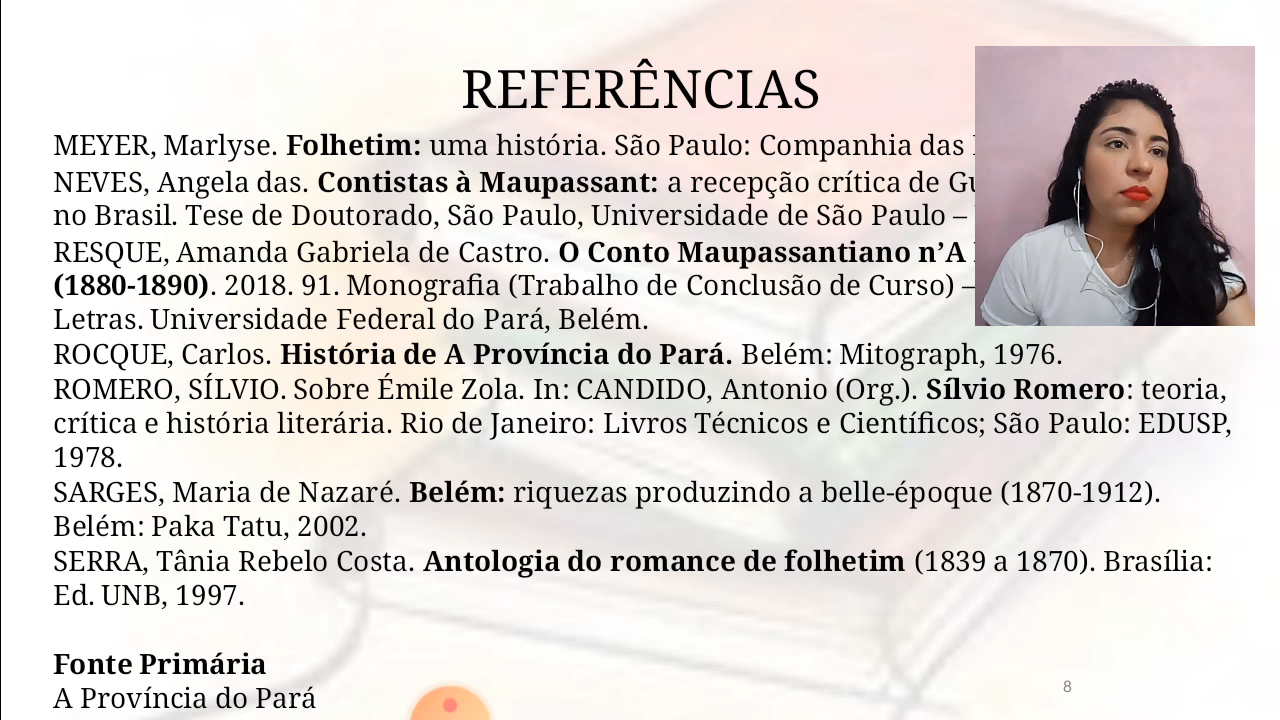 REFERÊNCIAS
MEYER, Marlyse. Folhetim: uma história. São Paulo: Companhia das
NEVES, Angela das. Contistas à Maupassant: a recepção crítica de
no Brasil. Tese de Doutorado, São Paulo, Universidade de São Paulo –
RESQUE, Amanda Gabriela de Castro. O Conto Maupassantiano n’A
(1880-1890). 2018. 91. Monografia (Trabalho de Conclusão de Curso) –
Letras. Universidade Federal do Pará, Belém.
ROCQUE, Carlos. História de A Província do Pará. Belém: Mitograph, 1976.
ROMERO, SÍLVIO. Sobre Émile Zola. In: CANDIDO, Antonio (Org.). Sílvio Romero: teoria,
crítica e história literária. Rio de Janeiro: Livros Técnicos e Científicos; São Paulo: EDUSP,
1978.
SARGES, Maria de Nazaré. Belém: riquezas produzindo a belle-époque (1870-1912).
Belém: Paka Tatu, 2002.
SERRA, Tânia Rebelo Costa. Antologia do romance de folhetim (1839 a 1870). Brasília:
Ed. UNB, 1997.
Fonte Primária
A Província do Pará
8